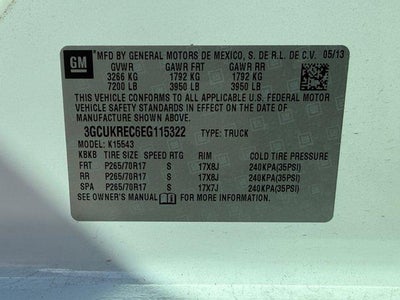 GM
MFD BY GENERAL MOTORS DE MEXICO, S. DE R.L. DE C.V. 05/13
GVWR GAWR FRT GAWR RR
3266 KG 1792 KG 1792 KG
7200 LB 3950 LB 3950 LB
THIS VEHICLE CONFORMS TO ALL APPLICABLE U.S. FEDERAL MOTOR
VEHICLE SAFETY STANDARDS IN EFFECT ON THE DATE OF
MANUFACTURE SHOWN ABOVE.
3GCUKREC6EG115322 TYPE: TRUCK
MODEL: K15543
KBKB TIRE SIZE SPEED RTG RIM COLD TIRE PRESSURE
FRT P265/70R17 S 17X8J 240KPA(35PSI)
RR P265/70R17 S 17X8J 240KPA(35PSI)
SPA P265/70R17 S 17X7J 240KPA(35PSI)
SEE OWNER'S MANUAL FOR MORE INFORMATION.